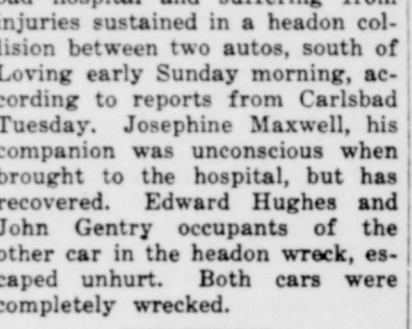 injuries sustained in a headon col-
lision between two autos, south of
Loving early Sunday morning, ac-
cording to reports from Carlsbad
Tuesday. Josephine Maxwell, his
companion was unconscious when
brought to the hospital, but has
recovered. Edward Hughes and
John Gentry occupants of the
other car in the headon wreck, es-
caped unhurt. Both cars were
completely wrecked.